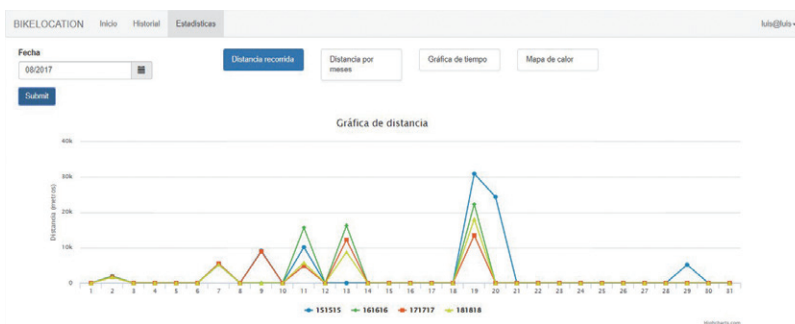 BIKELOCATION Inicio Historial Estadísticas luis@luis
Fecha
08/2017
Submit
Distancia recorrida
Distancia por
meses
Gráfica de tiempo
Mapa de calor
Gráfica de distancia
Distancia (metros)
40k
30k
20k
10k
0
1 2 3 4 5 6 7 8 9 10 11 12 13 14 15 16 17 18 19 20 21 22 23 24 25 26 27 28 29 30 31
151515 161616 171717 181818
Highcharts.com